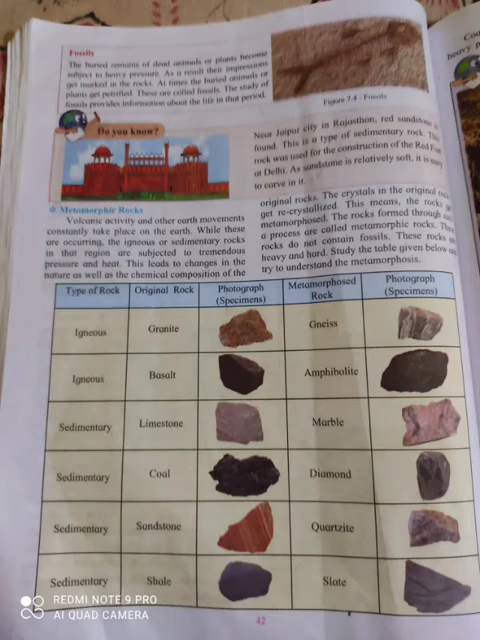 Fossils
The buried remains of dead animals or plants become
subject to heavy pressure. As a result their impressions
get marked in the rocks. At times the buried animals or
plants get petrified. These are called fossils. The study of
fossils provides information about the life in that period.
Figure 7.4 - Fossils
Do you know?
Near Jaipur city in Rajasthan, red sandstone is
found. This is a type of sedimentary rock. This
rock was used for the construction of the Red Fort
at Delhi. As sandstone is relatively soft, it is easy
to carve in it.
Metamorphic Rocks
Volcanic activity and other earth movements
constantly take place on the earth. While these
are occurring, the igneous or sedimentary rocks
in that region are subjected to tremendous
pressure and heat. This leads to changes in the
nature as well as the chemical composition of the
original rocks. The crystals in the original rock
get re-crystallized. This means, the rocks get
metamorphosed. The rocks formed through such
a process are called metamorphic rocks. These
rocks do not contain fossils. These rocks are
heavy and hard. Study the table given below and
try to understand the metamorphosis.
Type of Rock Original Rock Photograph (Specimens) Metamorphosed Rock Photograph (Specimens)
Igneous Granite Gneiss
Igneous Basalt Amphibolite
Sedimentary Limestone Marble
Sedimentary Coal Diamond
Sedimentary Sandstone Quartzite
Sedimentary Shale Slate
42
heavy
REDMI NOTE 9 PRO
AI QUAD CAMERA